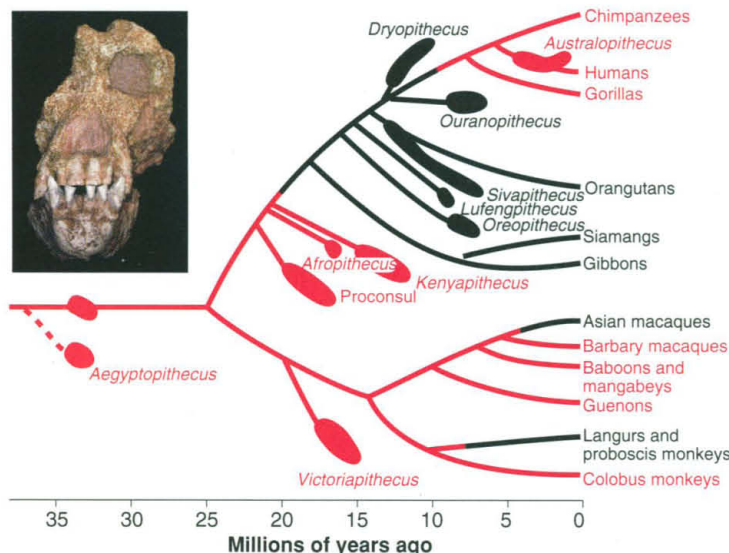 Dryopithecus
Chimpanzees
Australopithecus
Humans
Gorillas
Ouranopithecus
Sivapithecus
Orangutans
Lufengpithecus
Oreopithecus
Siamangs
Afropithecus
Kenyapithecus
Gibbons
Proconsul
Asian macaques
Barbary macaques
Aegyptopithecus
Baboons and
mangabeys
Guenons
Langurs and
proboscis monkeys
Victoriapithecus
Colobus monkeys
35 30 25 20 15 10 5 0
Millions of years ago